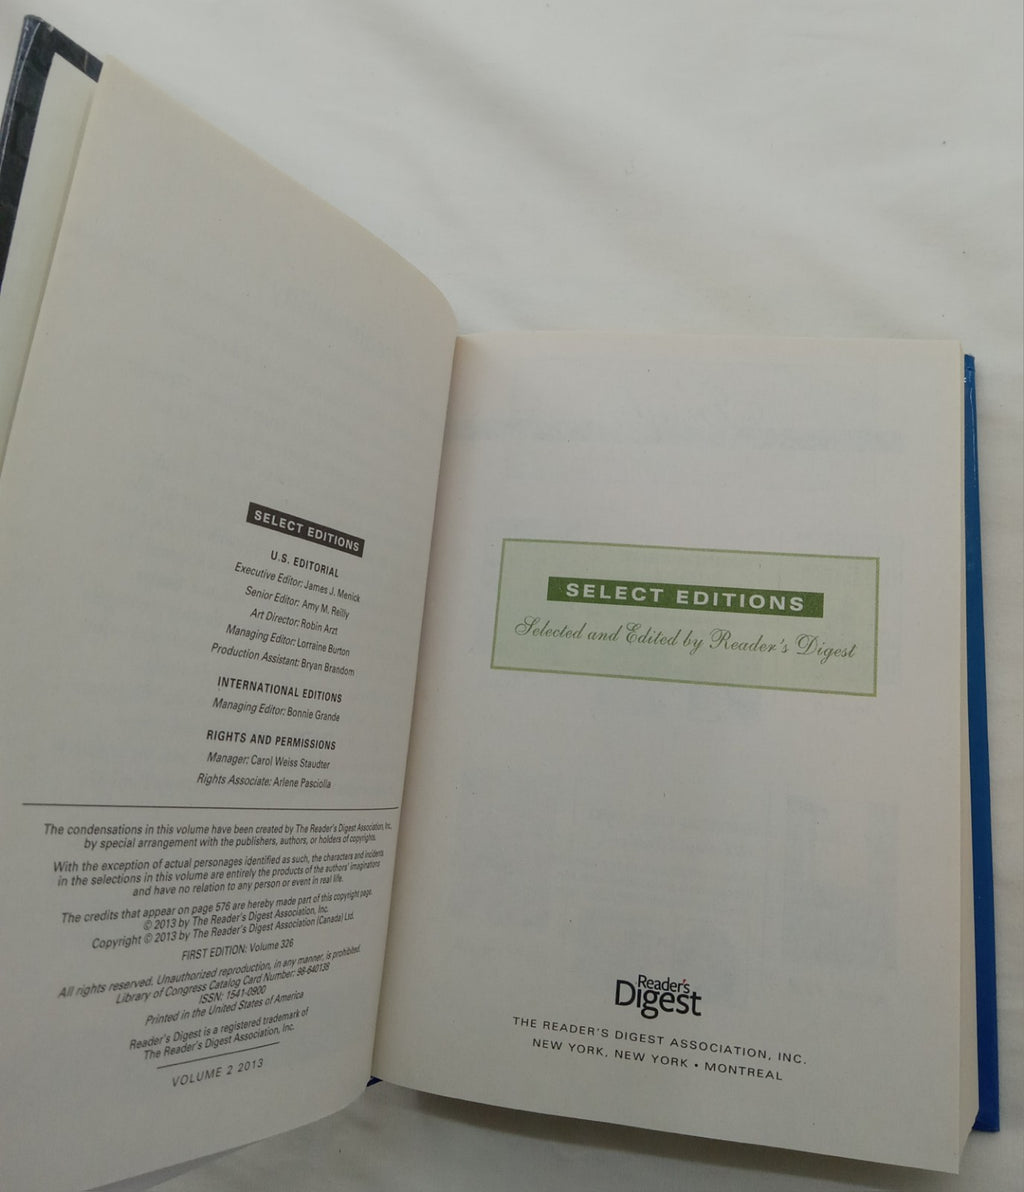 SELECT EDITIONS
U.S. EDITORIAL
Executive Editor: James J. Menick
Senior Editor: Amy M. Reilly
Art Director: Robin Arzt
Managing Editor: Lorraine Burton
Production Assistant: Bryan Brandom
INTERNATIONAL EDITIONS
Managing Editor: Bonnie Grande
RIGHTS AND PERMISSIONS
Manager: Carol Weiss Staudter
Rights Associate: Arlene Pasciolla
The condensations in this volume have been created by The Reader's Digest Association, Inc.
by special arrangement with the publishers, authors, or holders of copyrights.
With the exception of actual personages identified as such, the characters and incidents
in the selections in this volume are entirely the products of the authors' imaginations
and have no relation to any person or event in real life.
The credits that appear on page 576 are hereby made part of this copyright page.
© 2013 by The Reader's Digest Association, Inc.
Copyright © 2013 by The Reader's Digest Association (Canada) Ltd.
FIRST EDITION: Volume 326
All rights reserved. Unauthorized reproduction, in any manner, is prohibited.
Library of Congress Catalog Card Number: 98-640138
ISSN: 1541-0900
Printed in the United States of America
Reader's Digest is a registered trademark of
The Reader's Digest Association, Inc.
VOLUME 2 2013
SELECT EDITIONS
Selected and Edited by Reader's Digest
Reader's
Digest
THE READER'S DIGEST ASSOCIATION, INC.
NEW YORK, NEW YORK • MONTREAL